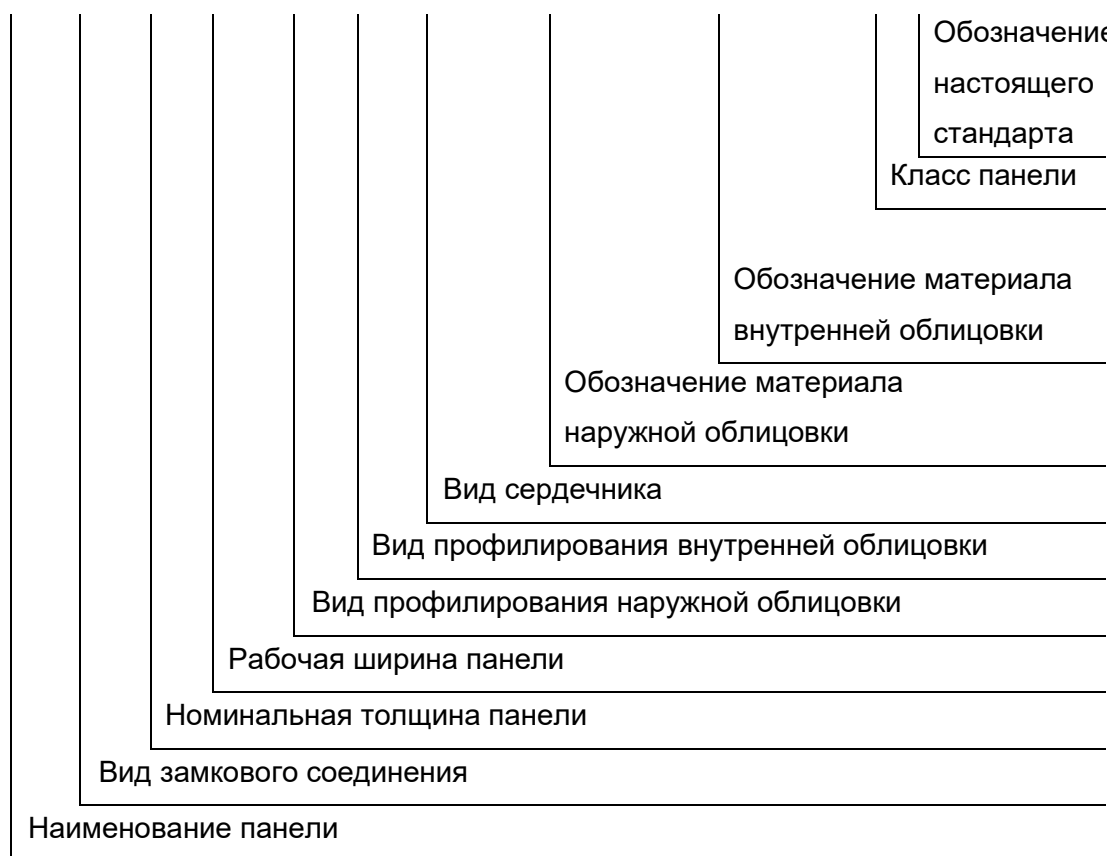 Обозначение
настоящего
стандарта
Класс панели
Обозначение материала
внутренней облицовки
Обозначение материала
наружной облицовки
Вид сердечника
Вид профилирования внутренней облицовки
Вид профилирования наружной облицовки
Рабочая ширина панели
Номинальная толщина панели
Вид замкового соединения
Наименование панели